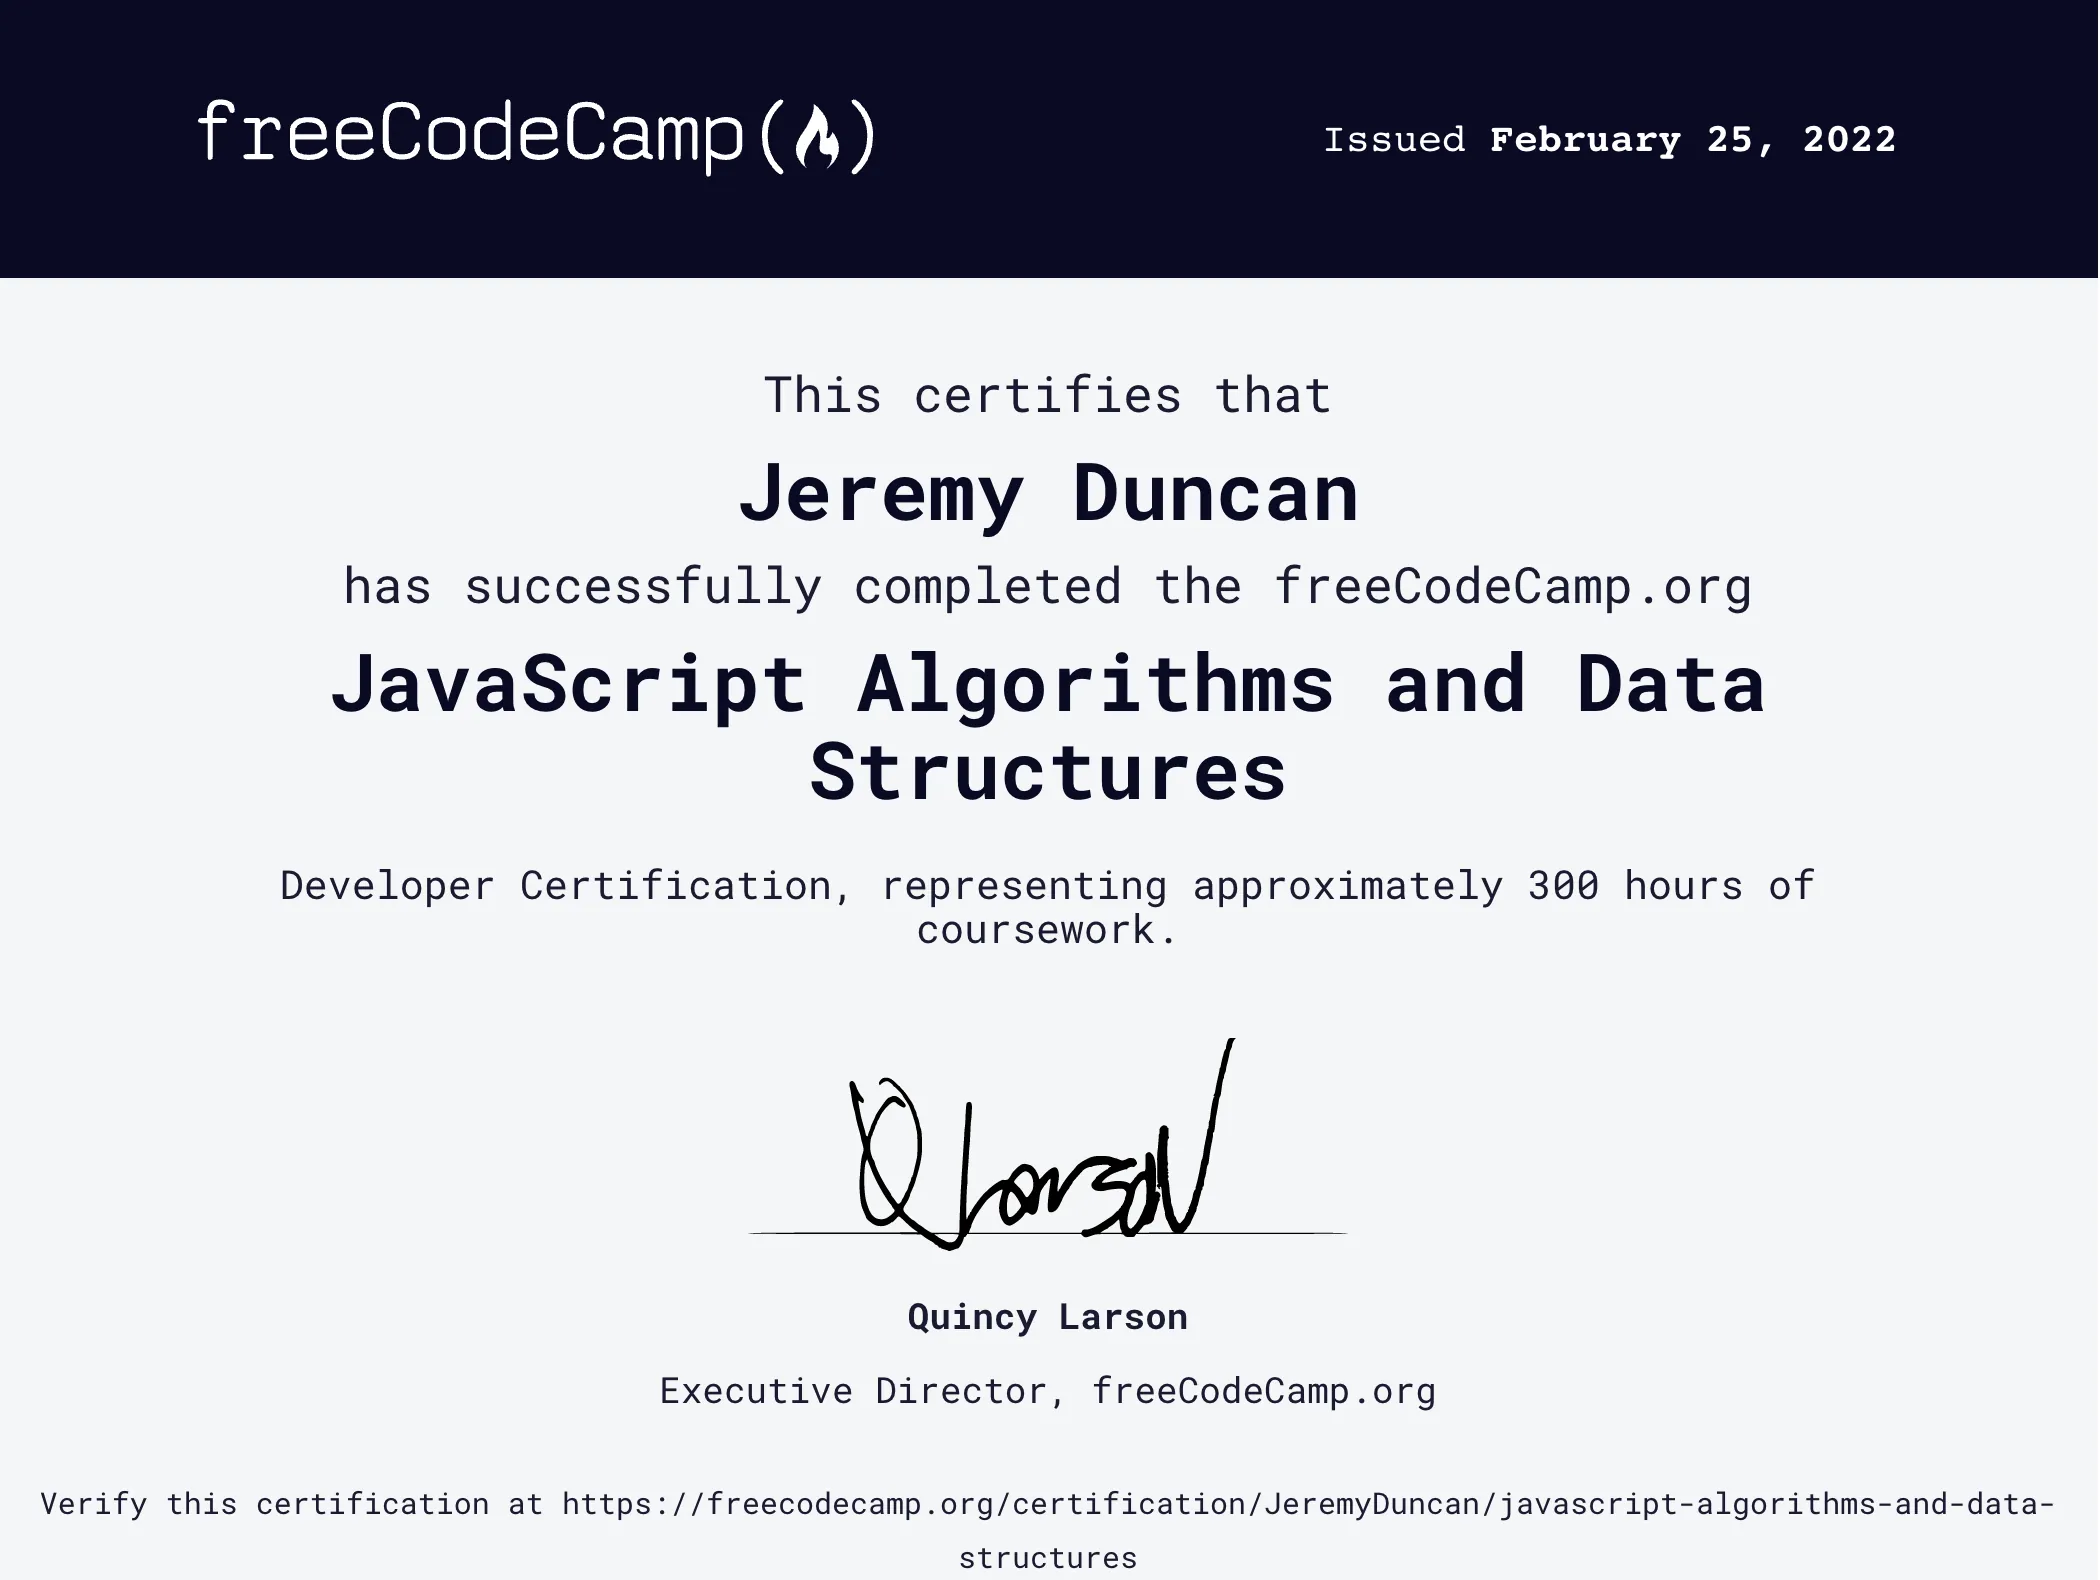 freeCodeCamp(🔥)
Issued February 25, 2022
This certifies that
Jeremy Duncan
has successfully completed the freeCodeCamp.org
JavaScript Algorithms and Data
Structures
Developer Certification, representing approximately 300 hours of
coursework.
QLarson
Quincy Larson
Executive Director, freeCodeCamp.org
Verify this certification at https://freecodecamp.org/certification/JeremyDuncan/javascript-algorithms-and-data-
structures